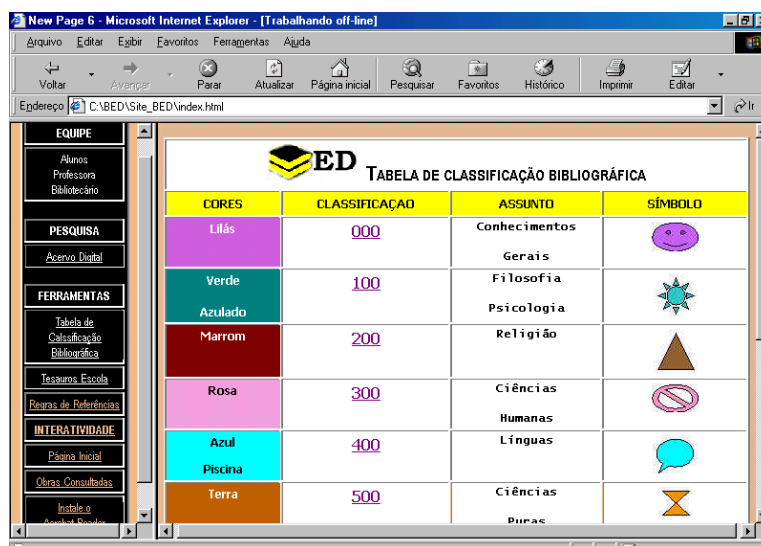 New Page 6 - Microsoft Internet Explorer - [Trabalhando off-line]
Arquivo Editar Exibir Favoritos Ferramentas Ajuda
Voltar Avançar Parar Atualizar Página inicial Pesquisar Favoritos Histórico Imprimir Editar
Endereço C:\BED\Site_BED\index.html Ir
EQUIPE
Alunos
Professora
Bibliotecário
PESQUISA
Acervo Digital
FERRAMENTAS
Tabela de
Calssificação
Bibliográfica
Tesauros Escola
Regras de Referências
INTERATIVIDADE
Página Inicial
Obras Consultadas
Instale o
Acrobat Reader
ED TABELA DE CLASSIFICAÇÃO BIBLIOGRÁFICA
CORES CLASSIFICAÇAO ASSUNTO SÍMBOLO
Lilás 000 Conhecimentos
Gerais
Verde 100 Filosofia
Azulado Psicologia
Marrom 200 Religião
Rosa 300 Ciências
Humanas
Azul 400 Línguas
Piscina
Terra 500 Ciências
Puras